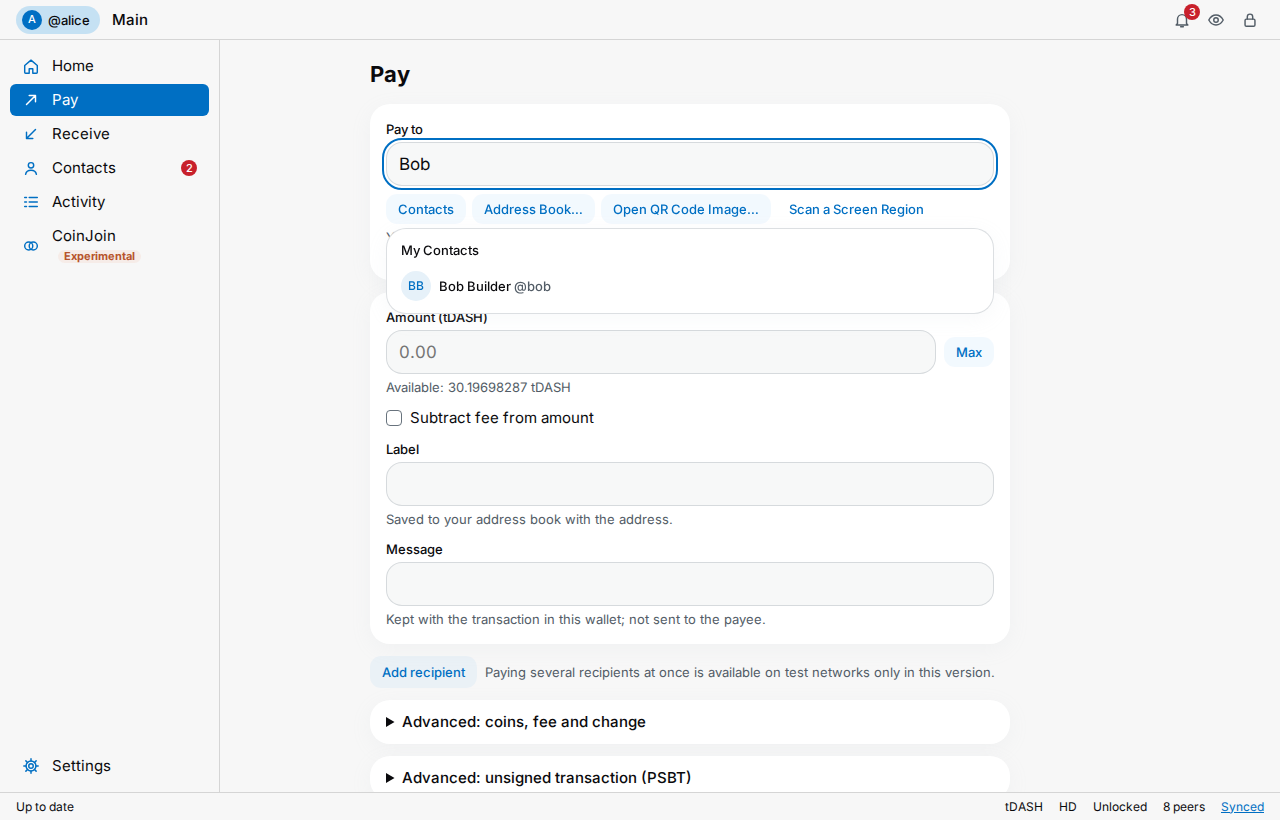 A @alice Main 3
Home
Pay
Receive
Contacts 2
Activity
CoinJoin
Experimental
Settings
Pay
Pay to
Bob
Contacts Address Book... Open QR Code Image... Scan a Screen Region
My Contacts
BB Bob Builder @bob
Amount (tDASH)
0.00 Max
Available: 30.19698287 tDASH
Subtract fee from amount
Label
Saved to your address book with the address.
Message
Kept with the transaction in this wallet; not sent to the payee.
Add recipient Paying several recipients at once is available on test networks only in this version.
Advanced: coins, fee and change
Advanced: unsigned transaction (PSBT)
Up to date tDASH HD Unlocked 8 peers Synced